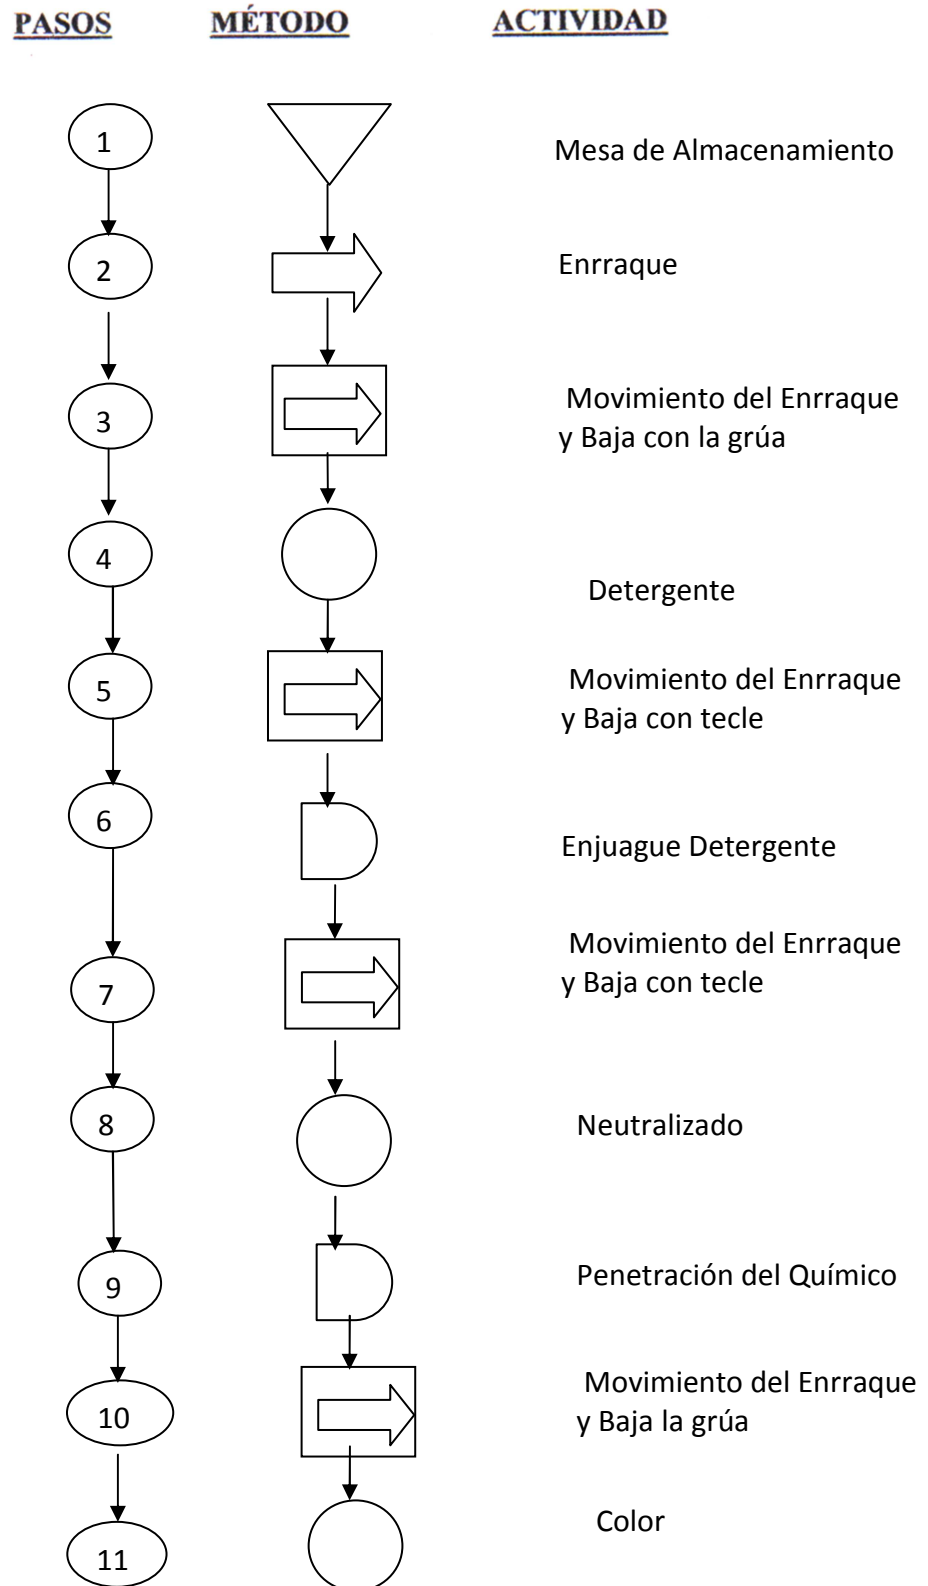 PASOS MÉTODO ACTIVIDAD
1 Mesa de Almacenamiento
2 Enrraque
3 Movimiento del Enrraque
y Baja con la grúa
4 Detergente
5 Movimiento del Enrraque
y Baja con tecle
6 Enjuague Detergente
7 Movimiento del Enrraque
y Baja con tecle
8 Neutralizado
9 Penetración del Químico
10 Movimiento del Enrraque
y Baja la grúa
11 Color